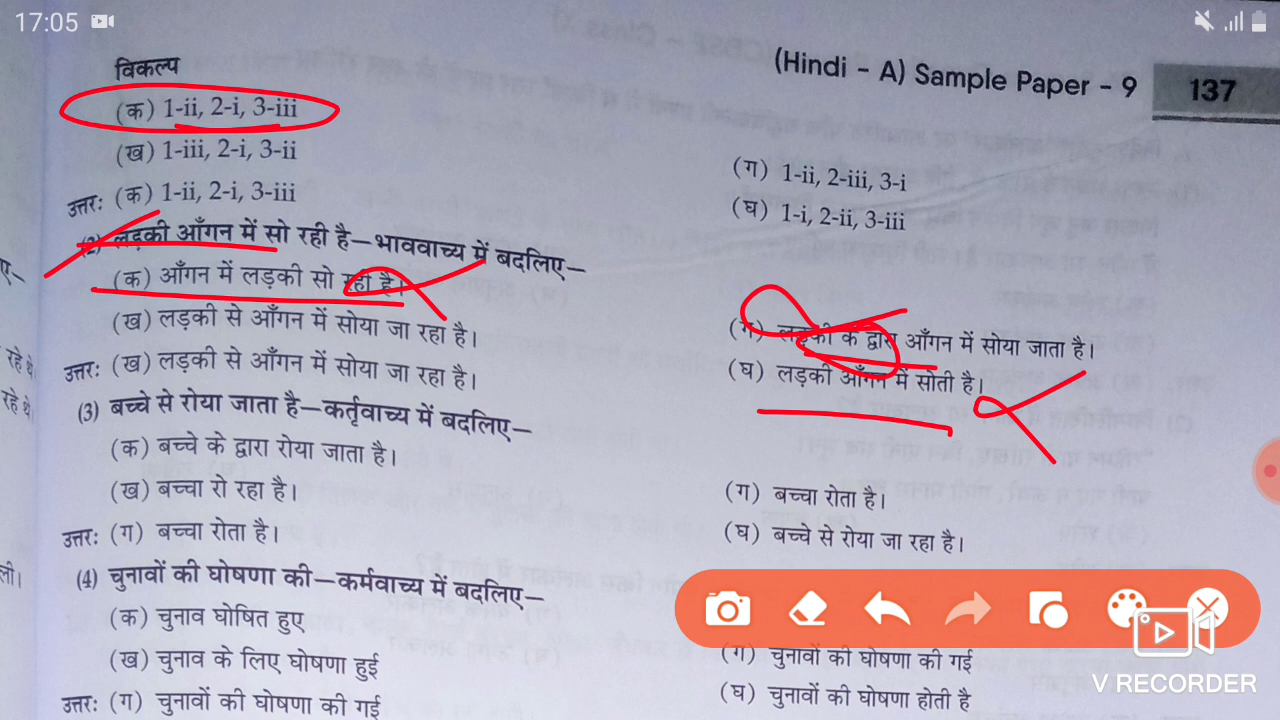 17:05
(Hindi - A) Sample Paper - 9 137
विकल्प
(क) 1-ii, 2-i, 3-iii
(ख) 1-iii, 2-i, 3-ii
(ग) 1-ii, 2-iii, 3-i
(घ) 1-i, 2-ii, 3-iii
उत्तरः (क) 1-ii, 2-i, 3-iii
(2) लड़की आँगन में सो रही है—भाववाच्य में बदलिए—
(क) आँगन में लड़की सो रही है।
(ख) लड़की से आँगन में सोया जा रहा है।
(ग) लड़की के द्वारा आँगन में सोया जाता है।
(घ) लड़की आँगन में सोती है।
उत्तरः (ख) लड़की से आँगन में सोया जा रहा है।
(3) बच्चे से रोया जाता है—कर्तृवाच्य में बदलिए—
(क) बच्चे के द्वारा रोया जाता है।
(ख) बच्चा रो रहा है।
(ग) बच्चा रोता है।
(घ) बच्चे से रोया जा रहा है।
उत्तरः (ग) बच्चा रोता है।
(4) चुनावों की घोषणा की—कर्मवाच्य में बदलिए—
(क) चुनाव घोषित हुए
(ख) चुनाव के लिए घोषणा हुई
(ग) चुनावों की घोषणा की गई
(घ) चुनावों की घोषणा होती है
उत्तरः (ग) चुनावों की घोषणा की गई
ए–
रहे थे।
रहे थे।
ली।
V RECORDER